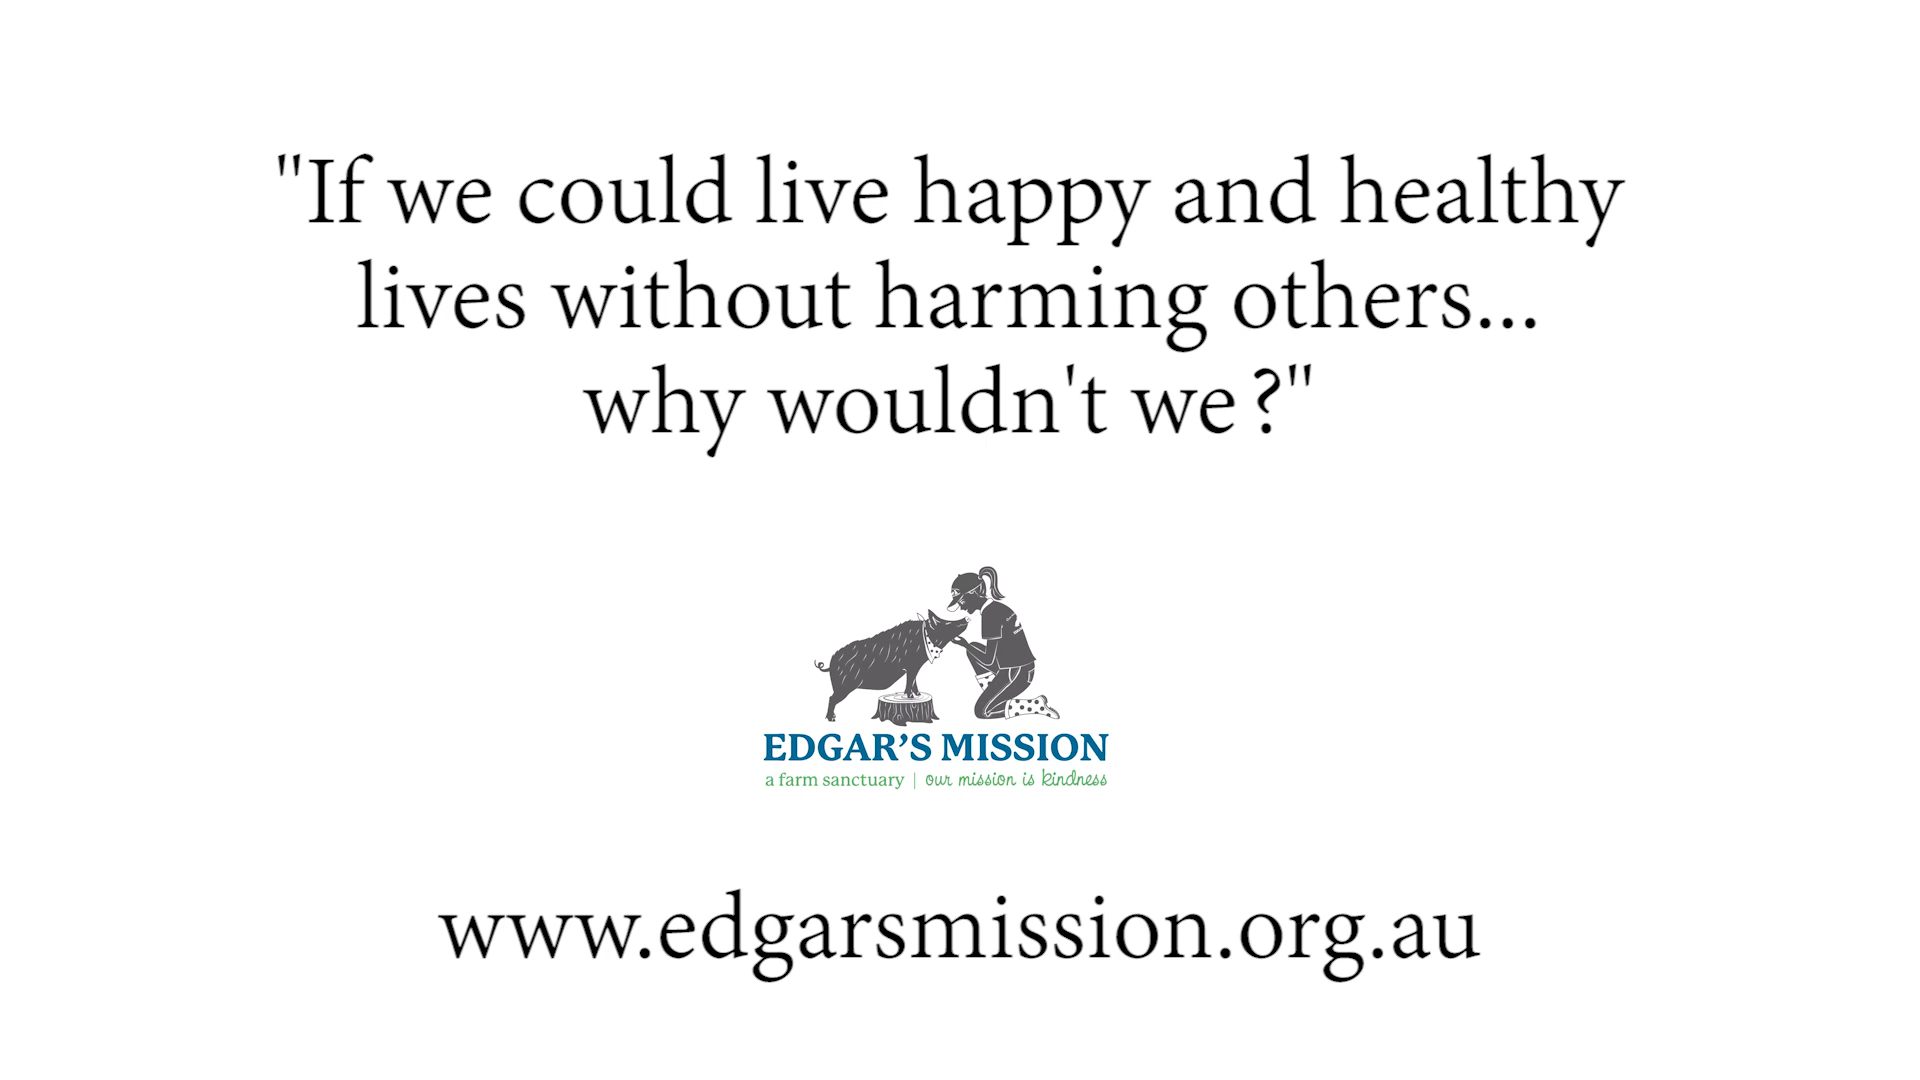 "If we could live happy and healthy
lives without harming others...
why wouldn't we?"
EDGAR’S MISSION
a farm sanctuary | our mission is kindness
www.edgarsmission.org.au